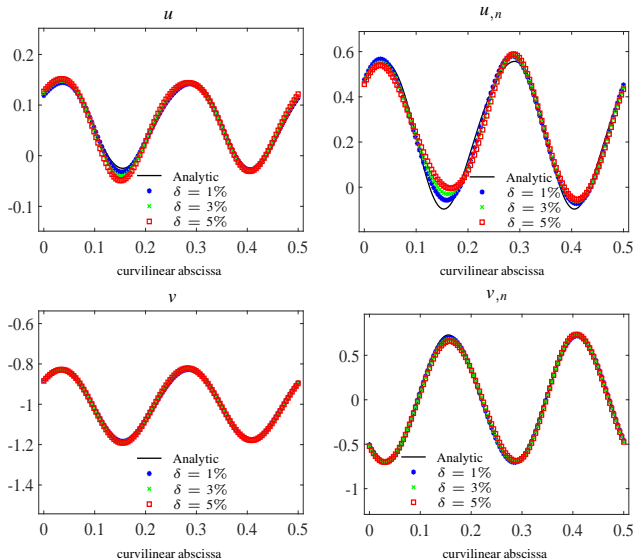 u
0.2
0.1
0
-0.1
Analytic
δ = 1%
δ = 3%
δ = 5%
0 0.1 0.2 0.3 0.4 0.5
curvilinear abscissa
u,n
0.6
0.4
0.2
0
Analytic
δ = 1%
δ = 3%
δ = 5%
0 0.1 0.2 0.3 0.4 0.5
curvilinear abscissa
v
-0.6
-0.8
-1
-1.2
-1.4
Analytic
δ = 1%
δ = 3%
δ = 5%
0 0.1 0.2 0.3 0.4 0.5
curvilinear abscissa
v,n
0.5
0
-0.5
-1
Analytic
δ = 1%
δ = 3%
δ = 5%
0 0.1 0.2 0.3 0.4 0.5
curvilinear abscissa